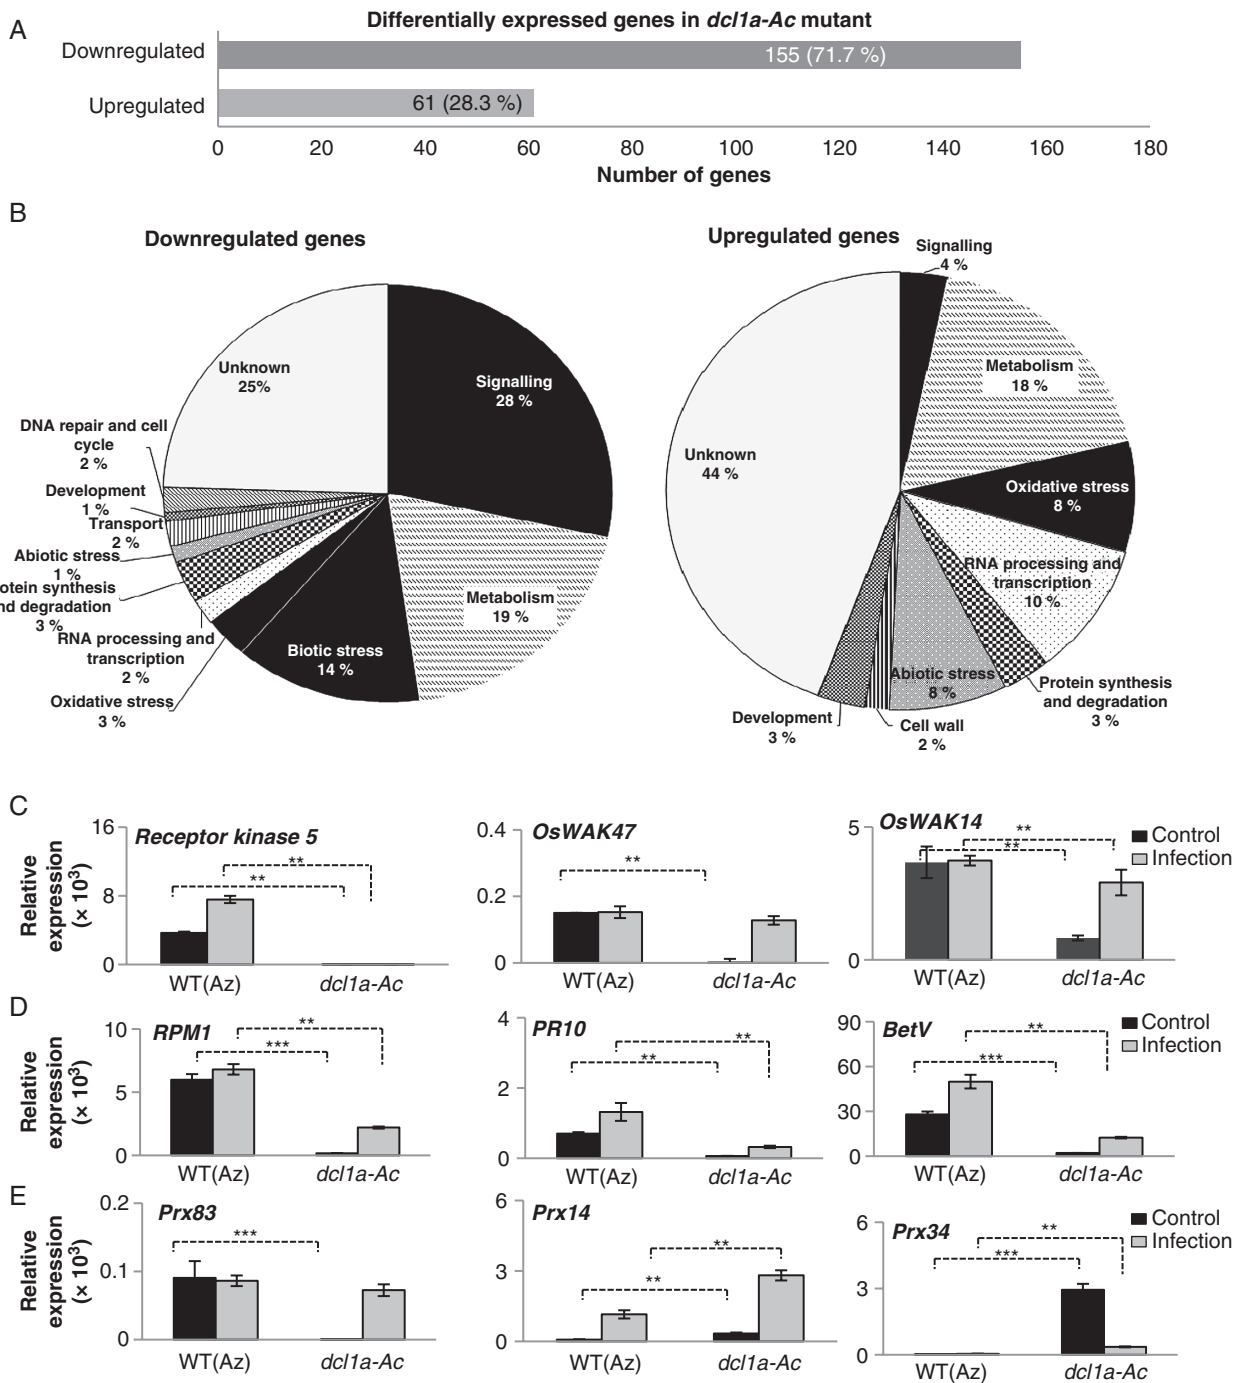 A
Differentially expressed genes in dcl1a-Ac mutant
Downregulated
155 (71.7 %)
Upregulated
61 (28.3 %)
0 20 40 60 80 100 120 140 160 180
Number of genes
B
Downregulated genes
Unknown
25%
Signalling
28 %
DNA repair and cell
cycle
2 %
Development
1 %
Transport
2 %
Abiotic stress
1 %
otein synthesis
nd degradation
3 %
RNA processing and
transcription
2 %
Oxidative stress
3 %
Biotic stress
14 %
Metabolism
19 %
Upregulated genes
Signalling
4 %
Metabolism
18 %
Oxidative stress
8 %
RNA processing and
transcription
10 %
Protein synthesis
and degradation
3 %
Abiotic stress
8 %
Cell wall
2 %
Development
3 %
Unknown
44 %
C
Relative
expression
(× 10³)
16
8
0
Receptor kinase 5
**
**
WT(Az) dcl1a-Ac
0.4
0.2
0
OsWAK47
**
WT(Az) dcl1a-Ac
5
0
OsWAK14
**
**
WT(Az) dcl1a-Ac
Control
Infection
D
Relative
expression
(× 10³)
10
5
0
RPM1
**
***
WT(Az) dcl1a-Ac
4
2
0
PR10
**
**
WT(Az) dcl1a-Ac
90
60
30
0
BetV
**
***
WT(Az) dcl1a-Ac
Control
Infection
E
Relative
expression
(× 10³)
0.2
0.1
0
Prx83
***
WT(Az) dcl1a-Ac
6
3
0
Prx14
**
**
WT(Az) dcl1a-Ac
6
3
0
Prx34
**
***
WT(Az) dcl1a-Ac
Control
Infection